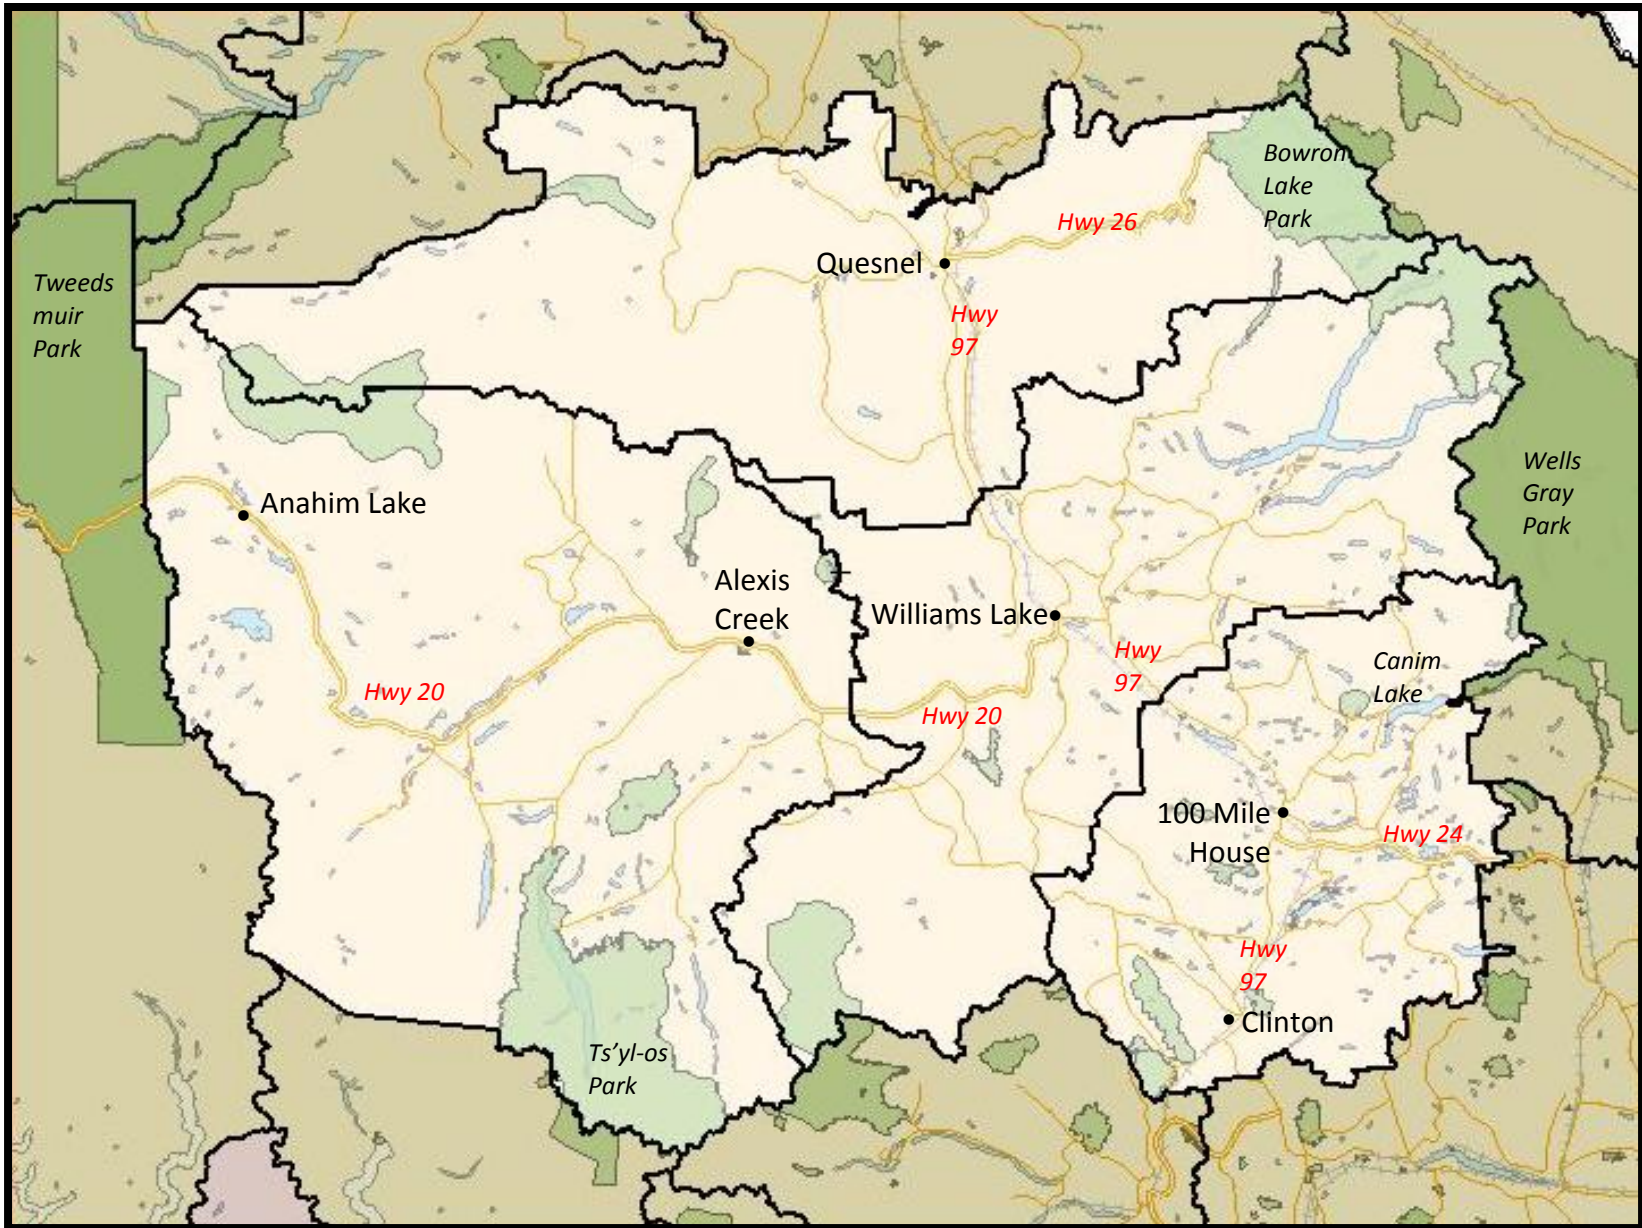 Bowron
Lake
Park
Hwy 26
Quesnel
Tweeds
muir
Park
Hwy
97
Wells
Gray
Park
Anahim Lake
Alexis
Creek
Williams Lake
Hwy
97
Canim
Lake
Hwy 20
Hwy 20
100 Mile
House
Hwy 24
Hwy
97
Clinton
Ts'yl-os
Park